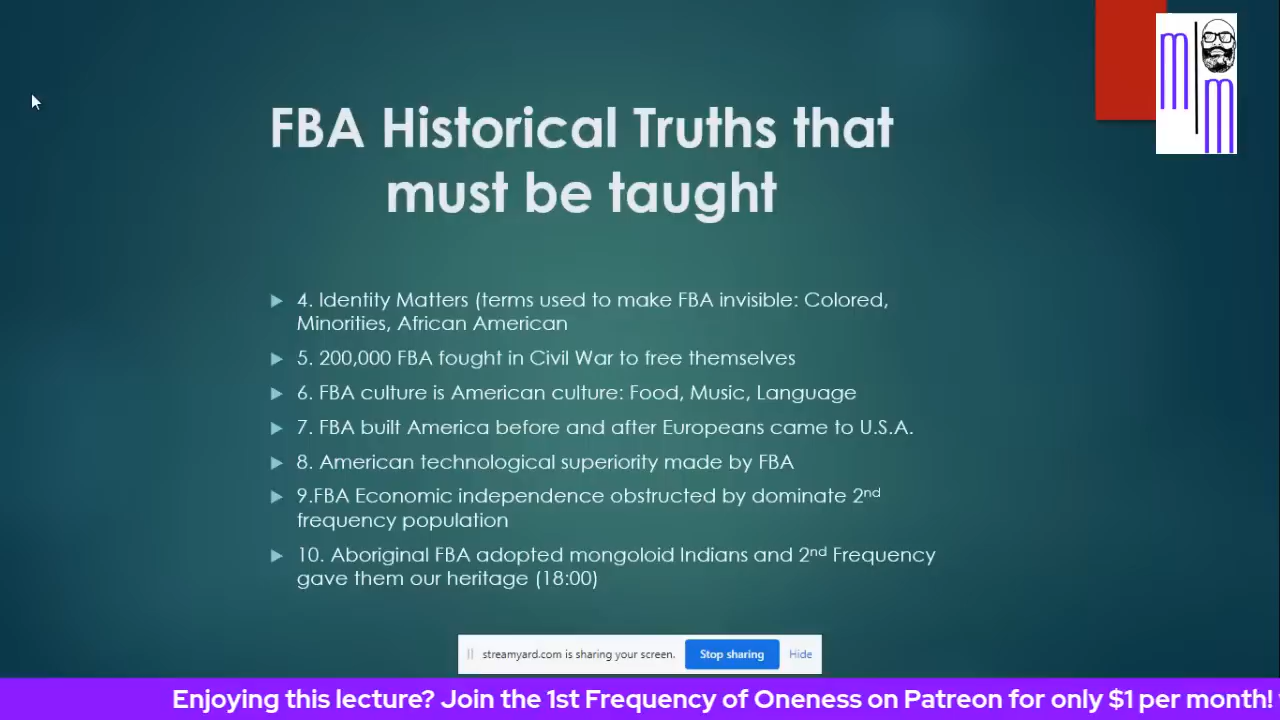 m m
FBA Historical Truths that
must be taught
4. Identity Matters (terms used to make FBA invisible: Colored,
Minorities, African American
5. 200,000 FBA fought in Civil War to free themselves
6. FBA culture is American culture: Food, Music, Language
7. FBA built America before and after Europeans came to U.S.A.
8. American technological superiority made by FBA
9.FBA Economic independence obstructed by dominate 2nd
frequency population
10. Aboriginal FBA adopted mongoloid Indians and 2nd Frequency
gave them our heritage (18:00)
streamyard.com is sharing your screen. Stop sharing Hide
Enjoying this lecture? Join the 1st Frequency of Oneness on Patreon for only $1 per month!